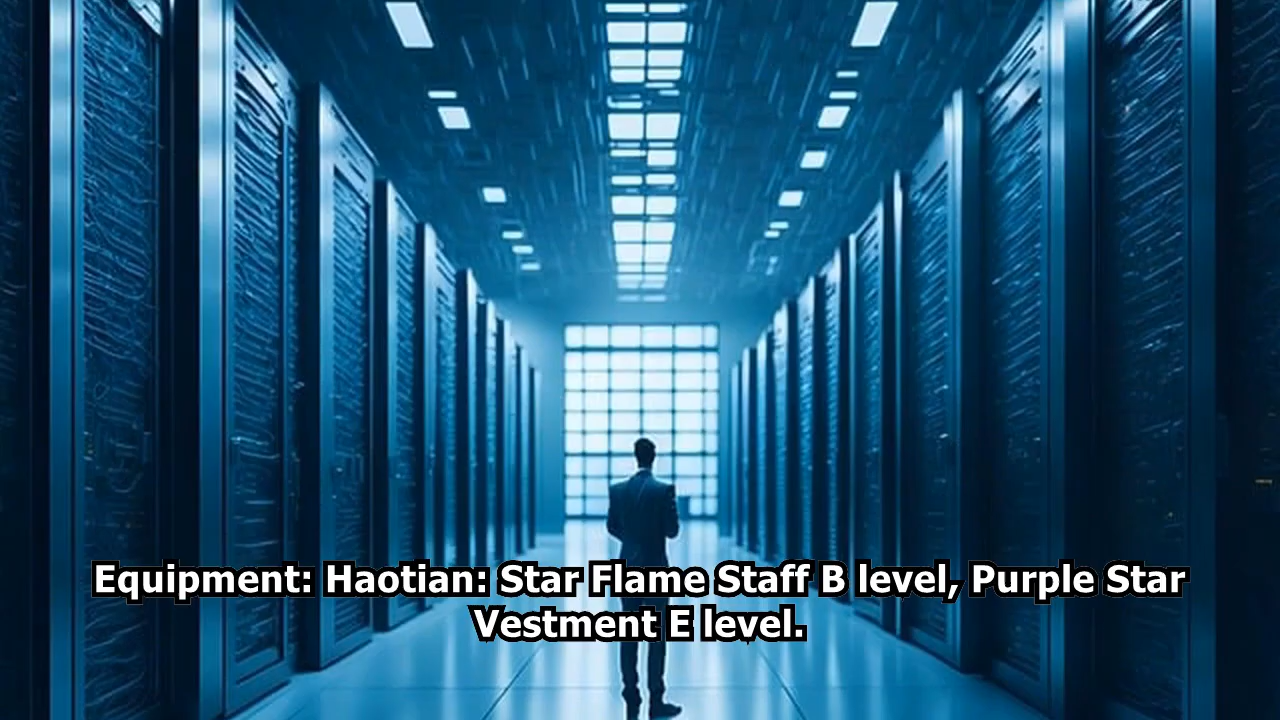 Equipment: Haotian: Star Flame Staff B level, Purple Star
Vestment E level.